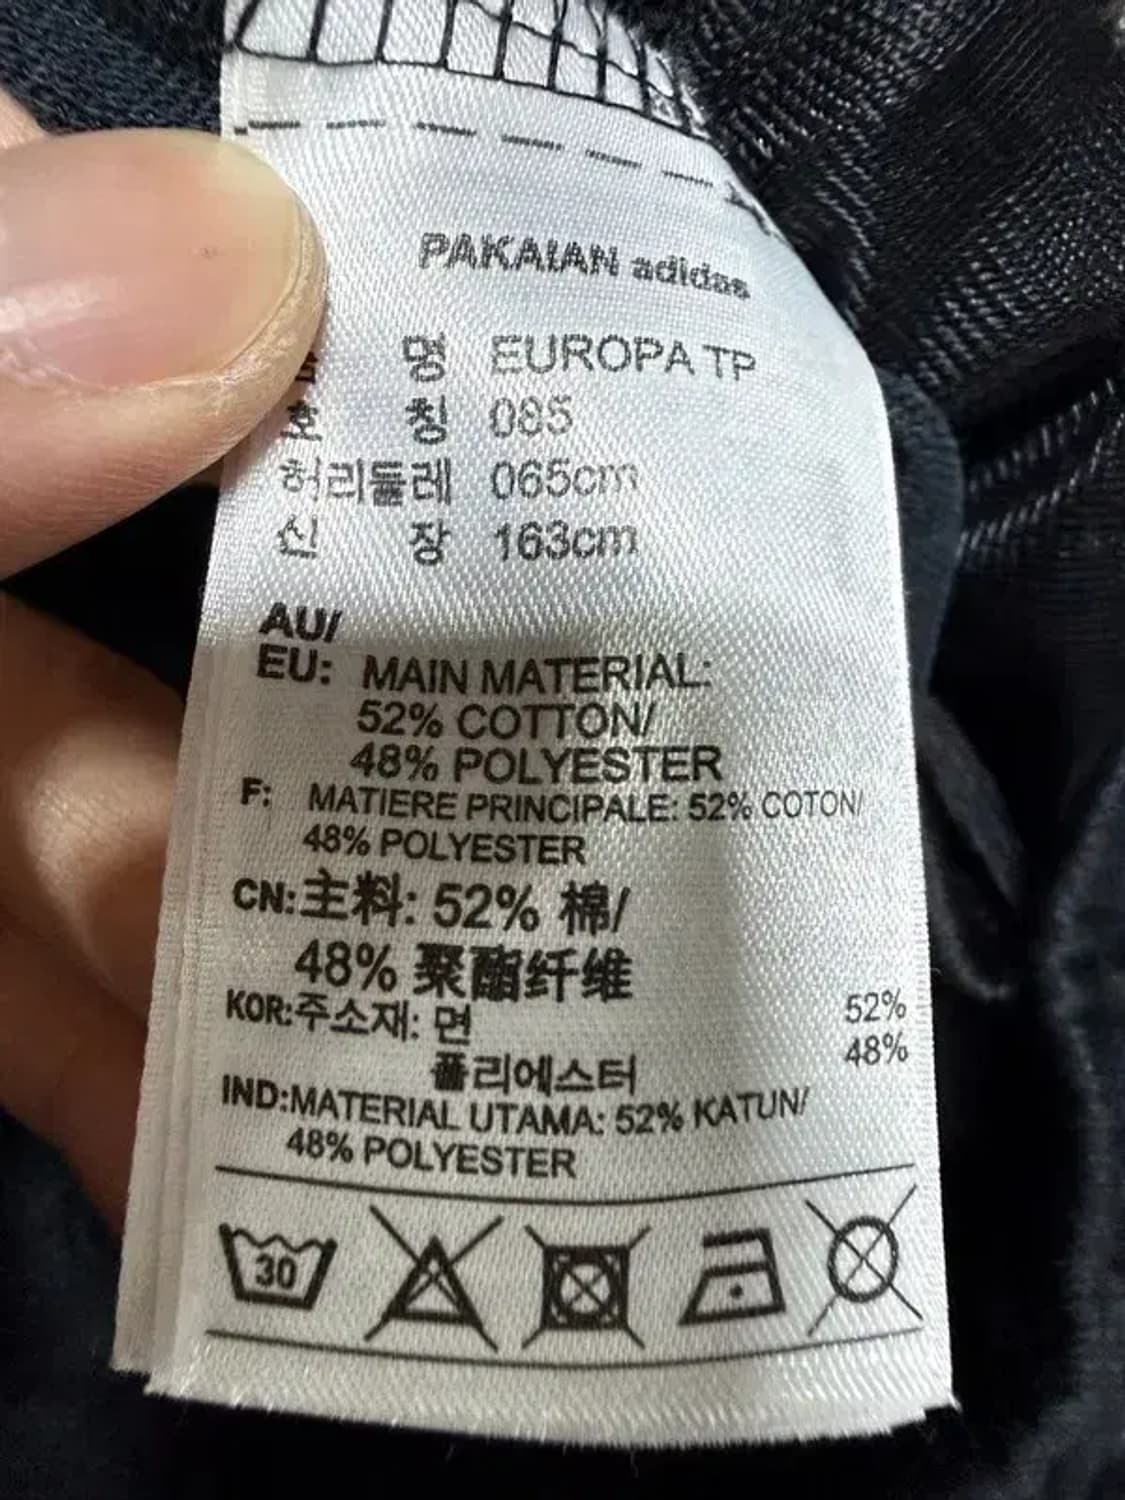 PAKAIAN adidas
명 EUROPA TP
호 칭 085
허리둘레 065cm
신 장 163cm
AU/
EU: MAIN MATERIAL:
52% COTTON/
48% POLYESTER
F: MATIERE PRINCIPALE: 52% COTON/
48% POLYESTER
CN:主料: 52% 棉/
48% 聚酯纤维
KOR:주소재: 면 52%
폴리에스터 48%
IND:MATERIAL UTAMA: 52% KATUN/
48% POLYESTER
30